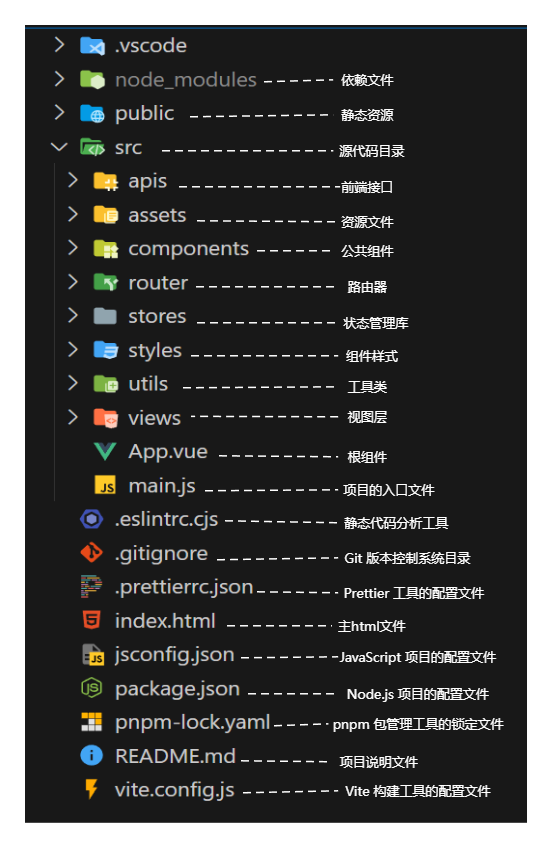 .vscode
node_modules 依赖文件
public 静态资源
src 源代码目录
apis 前端接口
assets 资源文件
components 公共组件
router 路由器
stores 状态管理库
styles 组件样式
utils 工具类
views 视图层
App.vue 根组件
main.js 项目的入口文件
.eslintrc.cjs 静态代码分析工具
.gitignore Git 版本控制系统目录
.prettierrc.json Prettier 工具的配置文件
index.html 主html文件
jsconfig.json JavaScript 项目的配置文件
package.json Node.js 项目的配置文件
pnpm-lock.yaml pnpm 包管理工具的锁定文件
README.md 项目说明文件
vite.config.js Vite 构建工具的配置文件